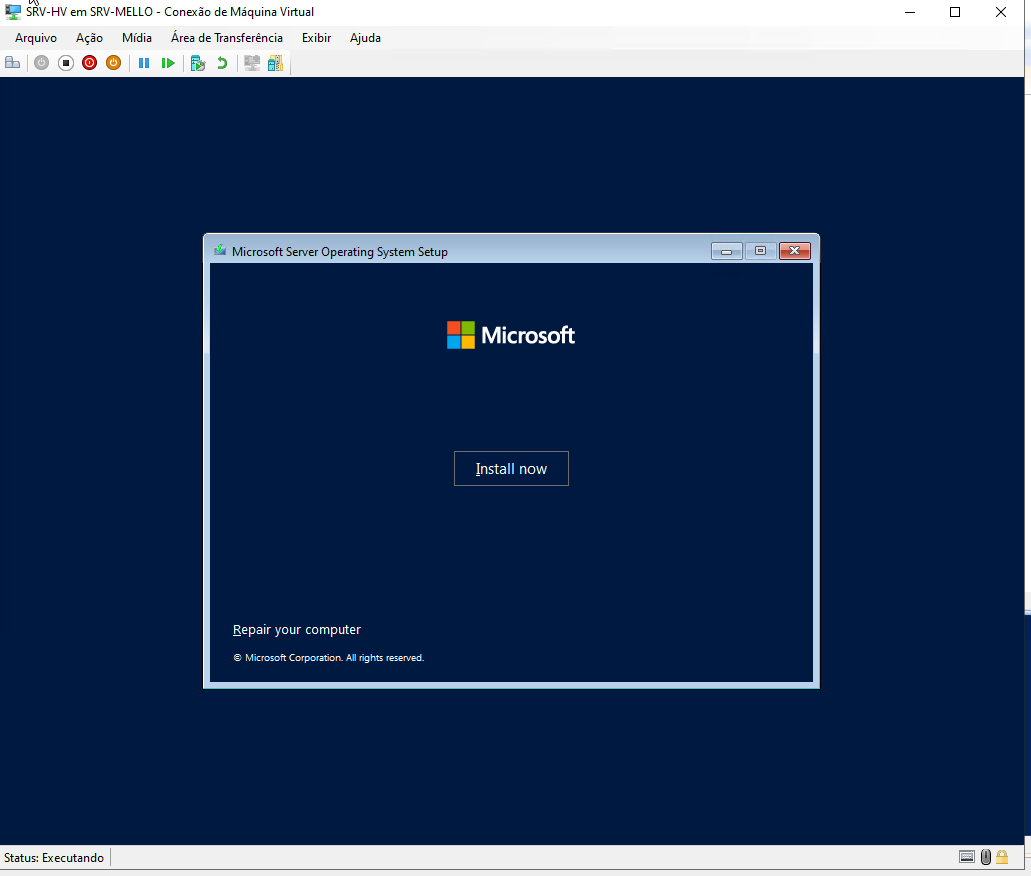 SRV-HV em SRV-MELLO - Conexão de Máquina Virtual
Arquivo Ação Mídia Área de Transferência Exibir Ajuda
Microsoft Server Operating System Setup
Microsoft
Install now
Repair your computer
© Microsoft Corporation. All rights reserved.
Status: Executando